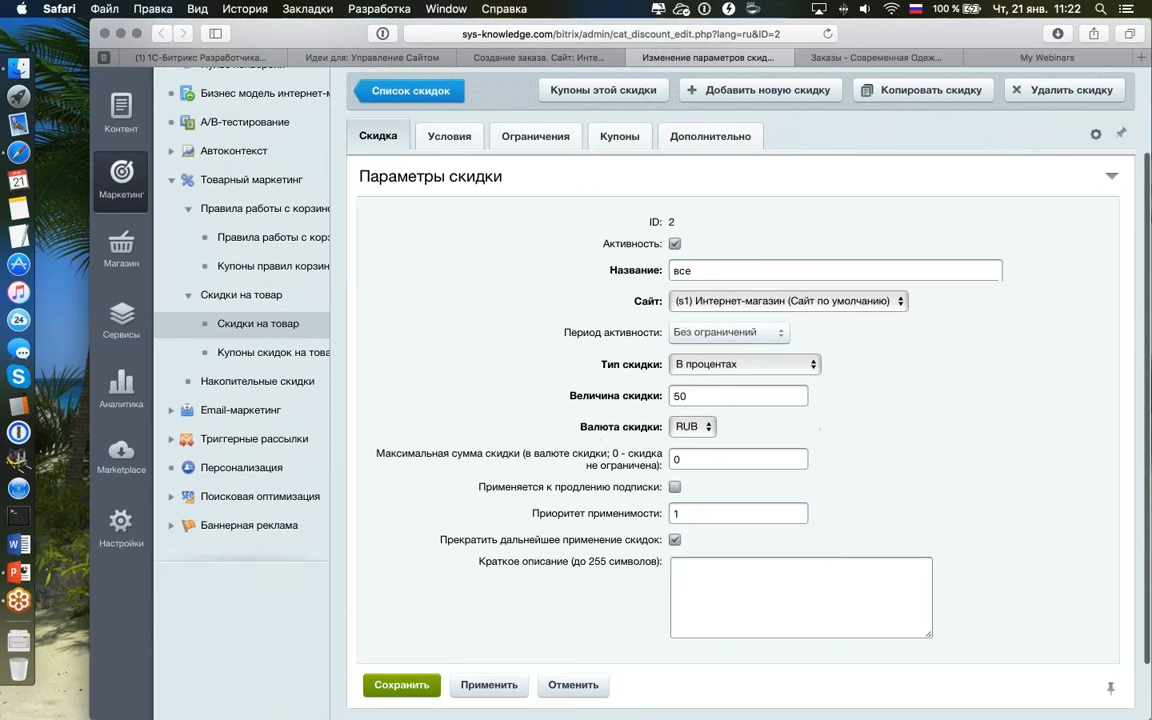 Safari Файл Правка Вид История Закладки Разработка Window Справка 100 % Чт, 21 янв. 11:22
sys-knowledge.com/bitrix/admin/cat_discount_edit.php?lang=ru&ID=2
B (1) 1С-Битрикс Разработчика... Идеи для: Управление Сайтом Создание заказа. Сайт: Инте... Изменение параметров скид... Заказы - Современная Одеж... My Webinars
Контент
Маркетинг
Магазин
Сервисы
Аналитика
Marketplace
Настройки
Бизнес модель интернет-м
A/B-тестирование
Автоконтекст
Товарный маркетинг
Правила работы с корзино
Правила работы с корз
Купоны правил корзин
Скидки на товар
Скидки на товар
Купоны скидок на това
Накопительные скидки
Email-маркетинг
Триггерные рассылки
Персонализация
Поисковая оптимизация
Баннерная реклама
Список скидок Купоны этой скидки Добавить новую скидку Копировать скидку Удалить скидку
Скидка Условия Ограничения Купоны Дополнительно
Параметры скидки
ID: 2
Активность:
Название: все
Сайт: (s1) Интернет-магазин (Сайт по умолчанию)
Период активности: Без ограничений
Тип скидки: В процентах
Величина скидки: 50
Валюта скидки: RUB
Максимальная сумма скидки (в валюте скидки; 0 - скидка
не ограничена): 0
Применяется к продлению подписки:
Приоритет применимости: 1
Прекратить дальнейшее применение скидок:
Краткое описание (до 255 символов):
Сохранить Применить Отменить